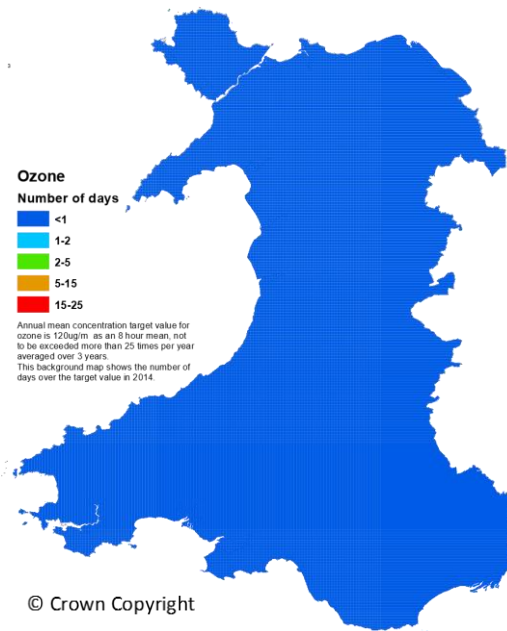 Ozone
Number of days
<1
1-2
2-5
5-15
15-25
Annual mean concentration target value for
ozone is 120ug/m as an 8 hour mean, not
to be exceeded more than 25 times per year
averaged over 3 years.
This background map shows the number of
days over the target value in 2014.
© Crown Copyright